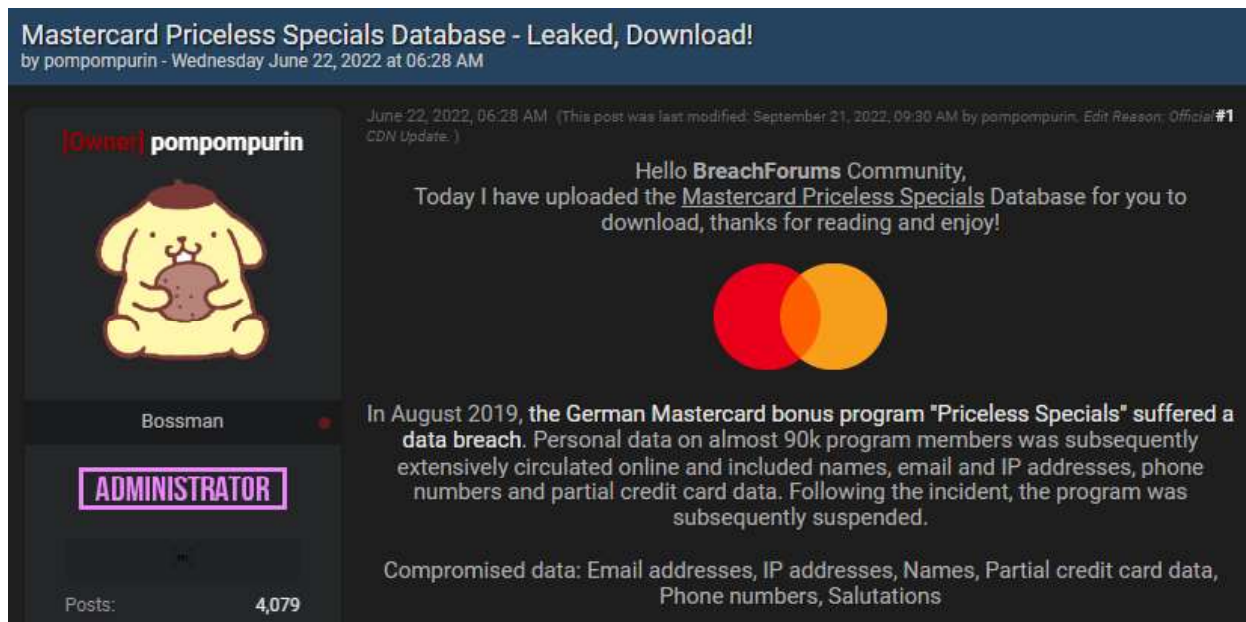 Mastercard Priceless Specials Database - Leaked, Download!
by pompompurin - Wednesday June 22, 2022 at 06:28 AM
June 22, 2022, 06:28 AM (This post was last modified: September 21, 2022, 09:30 AM by pompompurin. Edit Reason: Official #1
CDN Update. )
[Owner] pompompurin
Bossman
ADMINISTRATOR
Posts: 4,079
Hello BreachForums Community,
Today I have uploaded the Mastercard Priceless Specials Database for you to
download, thanks for reading and enjoy!
In August 2019, the German Mastercard bonus program "Priceless Specials" suffered a
data breach. Personal data on almost 90k program members was subsequently
extensively circulated online and included names, email and IP addresses, phone
numbers and partial credit card data. Following the incident, the program was
subsequently suspended.
Compromised data: Email addresses, IP addresses, Names, Partial credit card data,
Phone numbers, Salutations